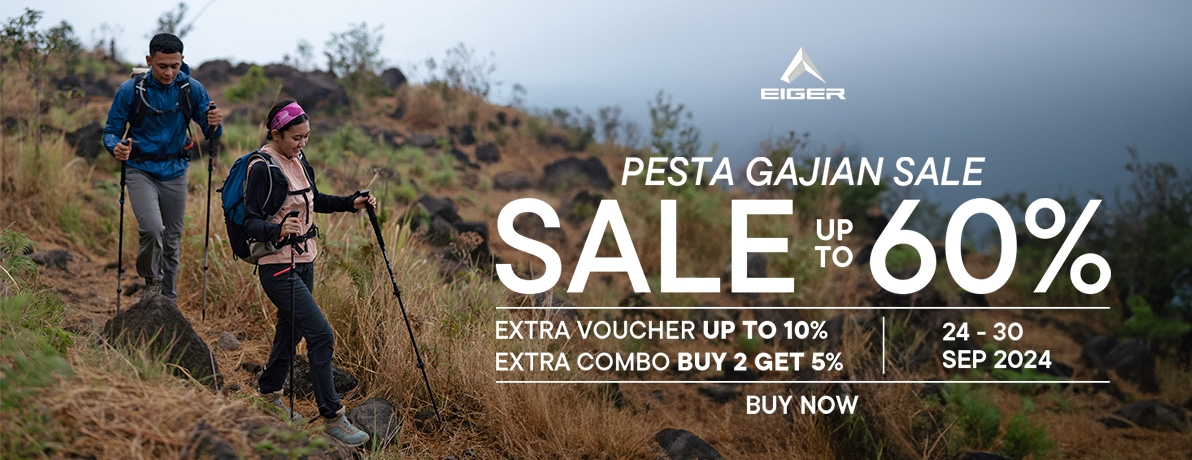 EIGER
PESTA GAJIAN SALE
SALE UP TO 60%
EXTRA VOUCHER UP TO 10%
EXTRA COMBO BUY 2 GET 5%
24 - 30
SEP 2024
BUY NOW